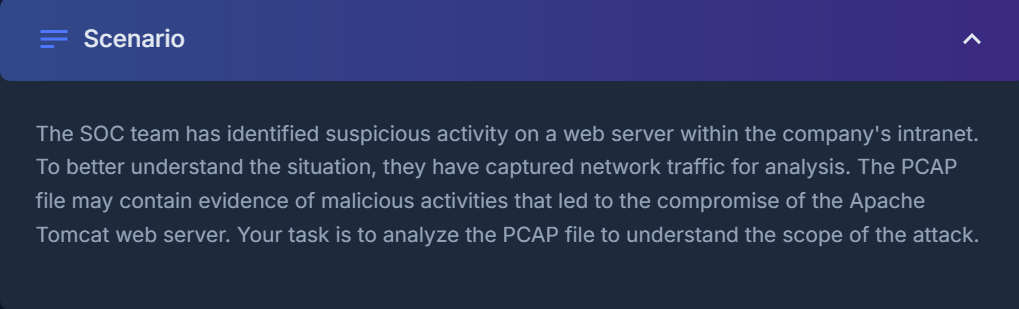 Scenario
The SOC team has identified suspicious activity on a web server within the company's intranet.
To better understand the situation, they have captured network traffic for analysis. The PCAP
file may contain evidence of malicious activities that led to the compromise of the Apache
Tomcat web server. Your task is to analyze the PCAP file to understand the scope of the attack.